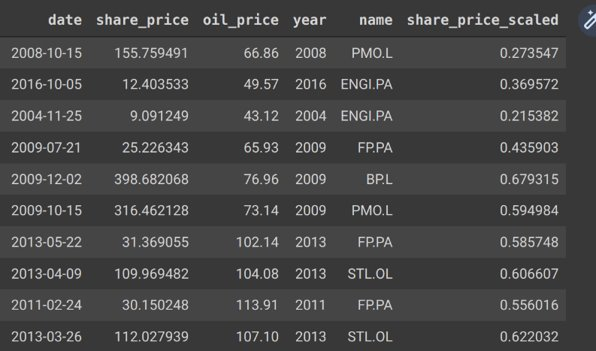 date share_price oil_price year name share_price_scaled
2008-10-15 155.759491 66.86 2008 PMO.L 0.273547
2016-10-05 12.403533 49.57 2016 ENGI.PA 0.369572
2004-11-25 9.091249 43.12 2004 ENGI.PA 0.215382
2009-07-21 25.226343 65.93 2009 FP.PA 0.435903
2009-12-02 398.682068 76.96 2009 BP.L 0.679315
2009-10-15 316.462128 73.14 2009 PMO.L 0.594984
2013-05-22 31.369055 102.14 2013 FP.PA 0.585748
2013-04-09 109.969482 104.08 2013 STL.OL 0.606607
2011-02-24 30.150248 113.91 2011 FP.PA 0.556016
2013-03-26 112.027939 107.10 2013 STL.OL 0.622032